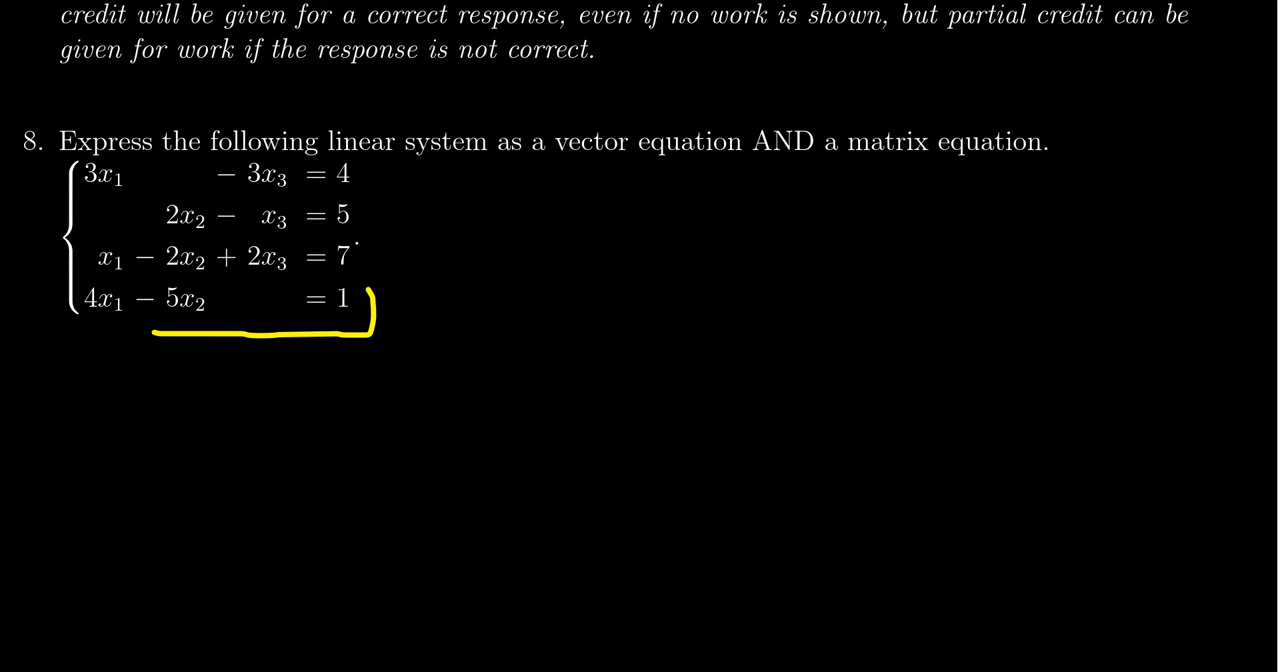 credit will be given for a correct response, even if no work is shown, but partial credit can be
given for work if the response is not correct.
8. Express the following linear system as a vector equation AND a matrix equation.
3x₁ − 3x₃ = 4
2x₂ − x₃ = 5
x₁ − 2x₂ + 2x₃ = 7.
4x₁ − 5x₂ = 1